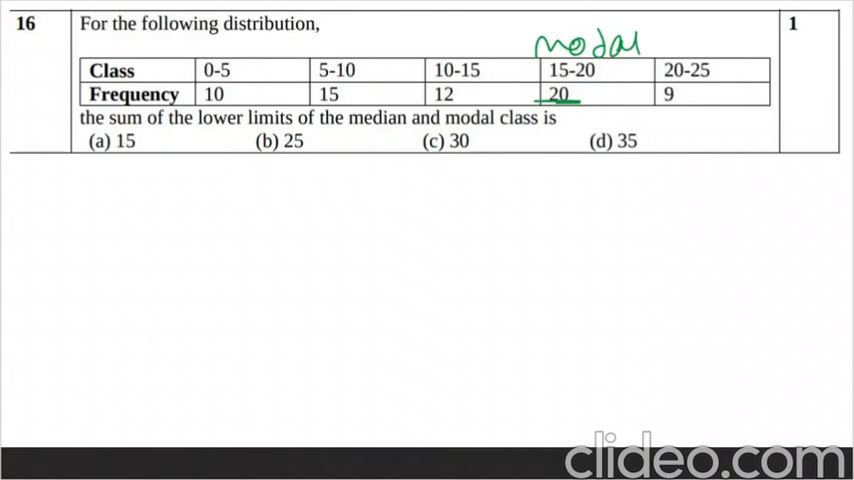 16 For the following distribution, 1
modal
Class 0-5 5-10 10-15 15-20 20-25
Frequency 10 15 12 20 9
the sum of the lower limits of the median and modal class is
(a) 15 (b) 25 (c) 30 (d) 35
clideo.com